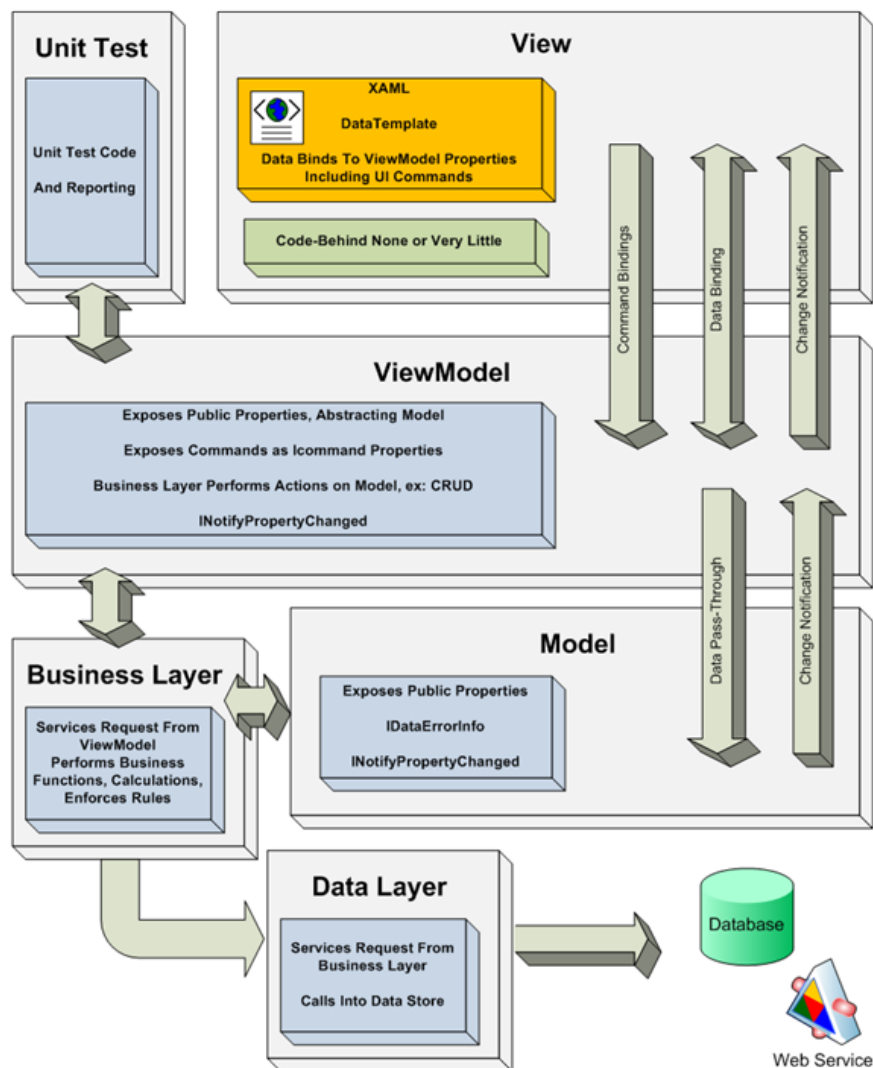 Unit Test
Unit Test Code
And Reporting
View
XAML
DataTemplate
Data Binds To ViewModel Properties
Including UI Commands
Code-Behind None or Very Little
Command Bindings
Data Binding
Change Notification
ViewModel
Exposes Public Properties, Abstracting Model
Exposes Commands as Icommand Properties
Business Layer Performs Actions on Model, ex: CRUD
INotifyPropertyChanged
Data Pass-Through
Change Notification
Business Layer
Services Request From
ViewModel
Performs Business
Functions, Calculations,
Enforces Rules
Model
Exposes Public Properties
IDataErrorInfo
INotifyPropertyChanged
Data Layer
Services Request From
Business Layer
Calls Into Data Store
Database
Web Service